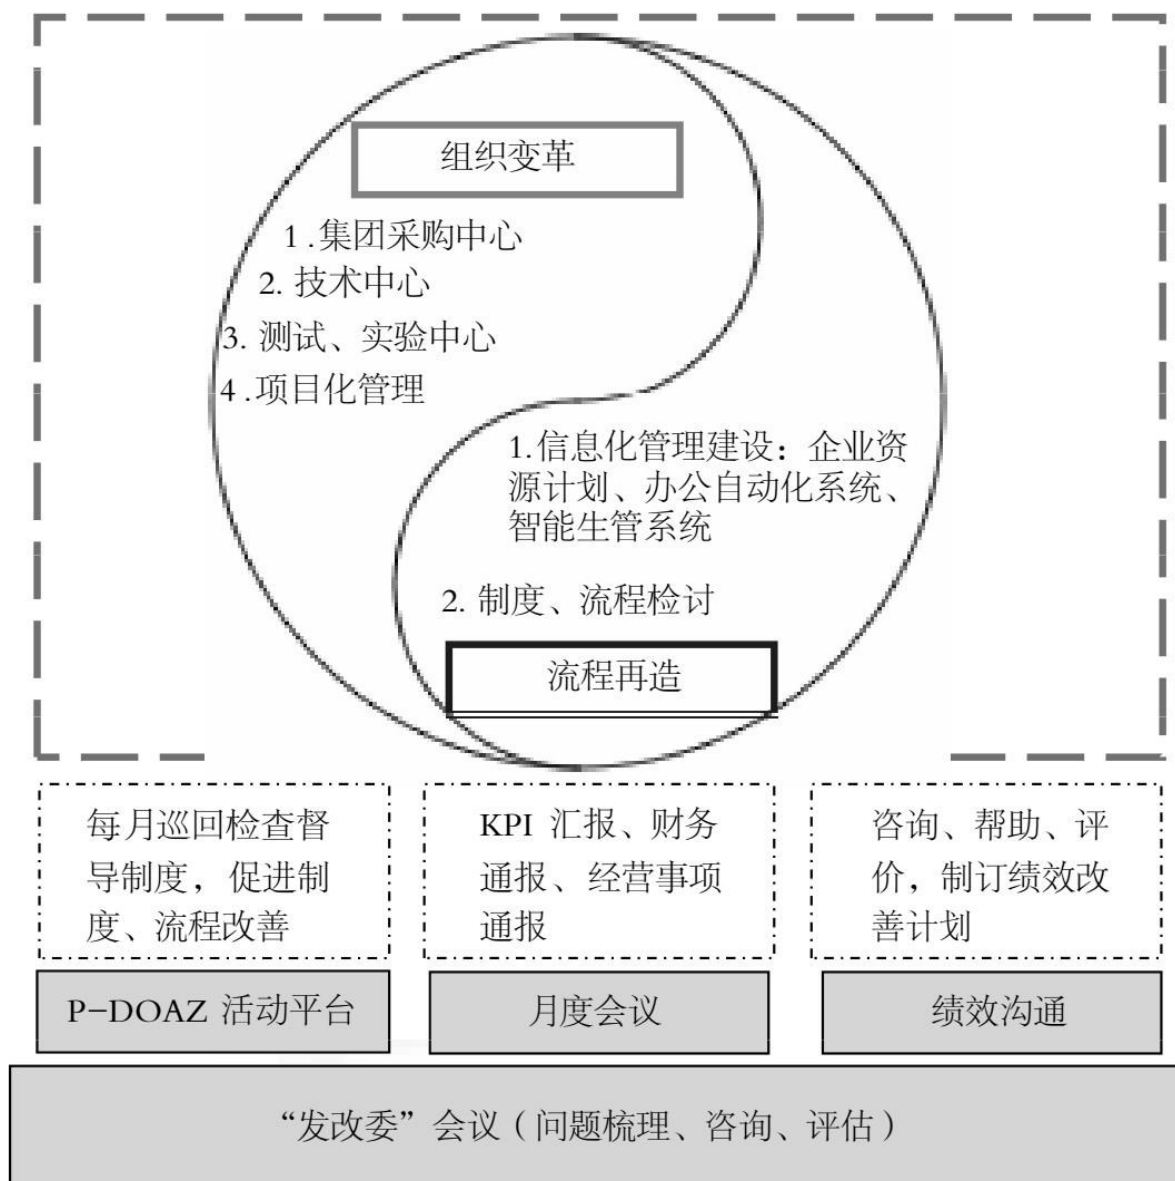 组织变革
1.集团采购中心
2. 技术中心
3. 测试、实验中心
4.项目化管理
1.信息化管理建设：企业资
源计划、办公自动化系统、
智能生管系统
2. 制度、流程检讨
流程再造
每月巡回检查督
导制度，促进制
度、流程改善
KPI 汇报、财务
通报、经营事项
通报
咨询、帮助、评
价，制订绩效改
善计划
P-DOAZ 活动平台
月度会议
绩效沟通
“发改委”会议（问题梳理、咨询、评估）